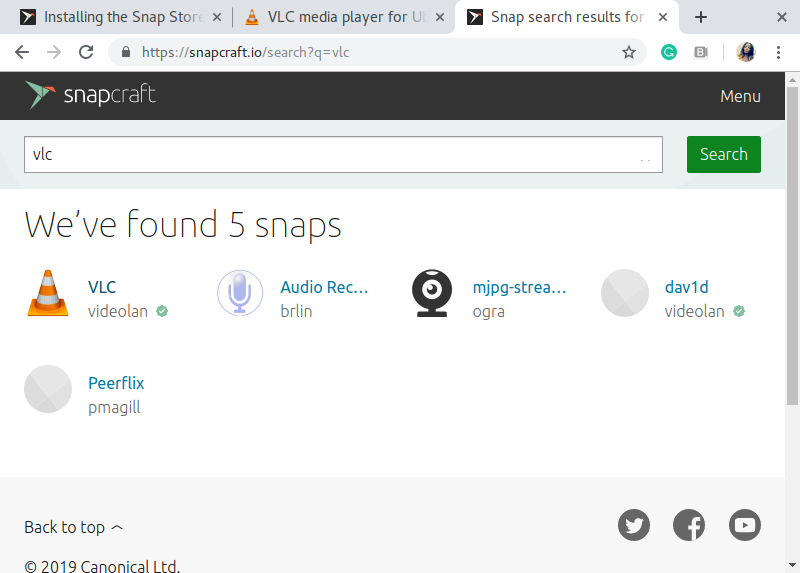 Installing the Snap Store
VLC media player for Ub
Snap search results for
https://snapcraft.io/search?q=vlc
snapcraft
Menu
vlc
Search
We’ve found 5 snaps
VLC
videolan
Audio Rec...
brlin
mjpg-strea...
ogra
dav1d
videolan
Peerflix
pmagill
Back to top
© 2019 Canonical Ltd.